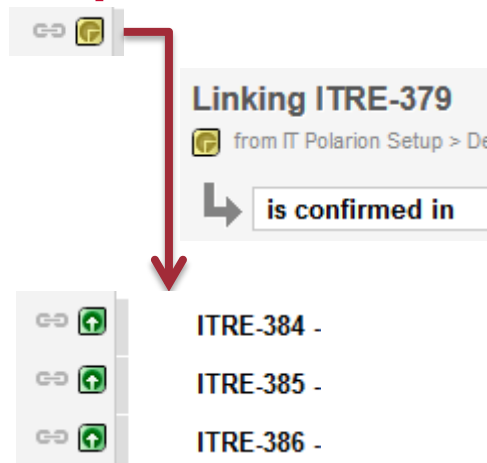 Linking ITRE-379
from IT Polarion Setup > De
is confirmed in
ITRE-384 -
ITRE-385 -
ITRE-386 -